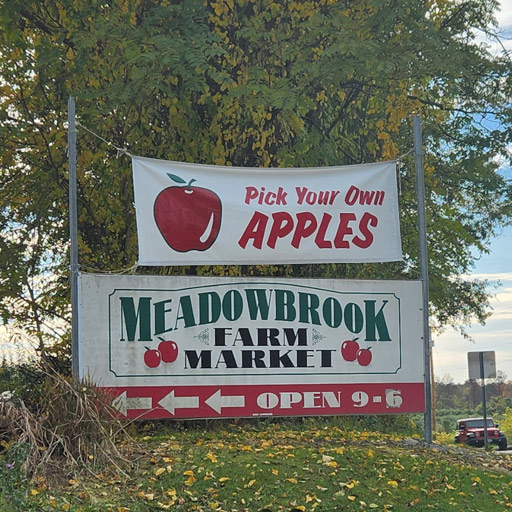 Pick Your Own
APPLES
MEADOWBROOK
FARM
MARKET
OPEN 9-6